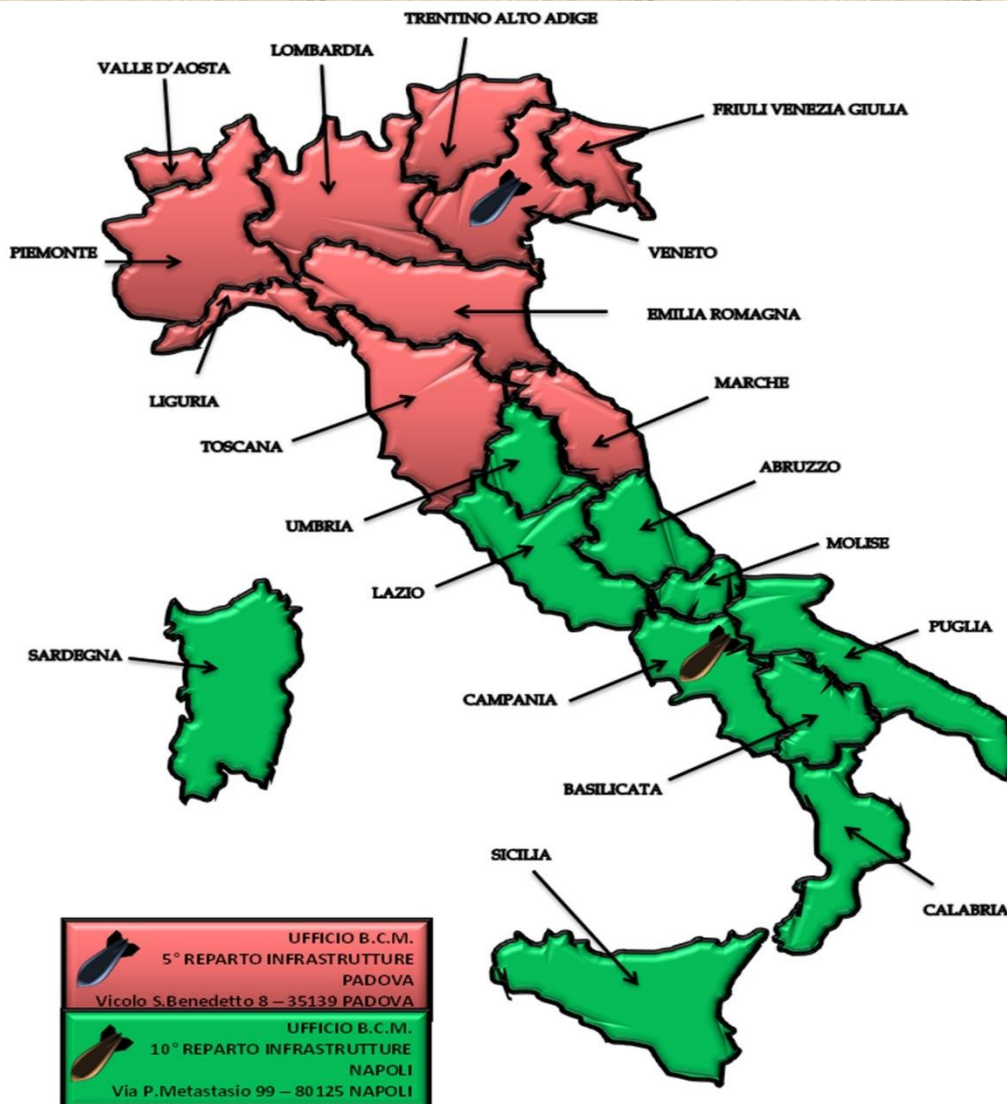 TRENTINO ALTO ADIGE
LOMBARDIA
VALLE D'AOSTA
FRIULI VENEZIA GIULIA
PIEMONTE
VENETO
EMILIA ROMAGNA
LIGURIA
MARCHE
TOSCANA
ABRUZZO
UMBRIA
MOLISE
LAZIO
PUGLIA
SARDEGNA
CAMPANIA
BASILICATA
SICILIA
CALABRIA
UFFICIO B.C.M.
5° REPARTO INFRASTRUTTURE
PADOVA
Vicolo S.Benedetto 8 – 35139 PADOVA
UFFICIO B.C.M.
10° REPARTO INFRASTRUTTURE
NAPOLI
Via P.Metastasio 99 – 80125 NAPOLI